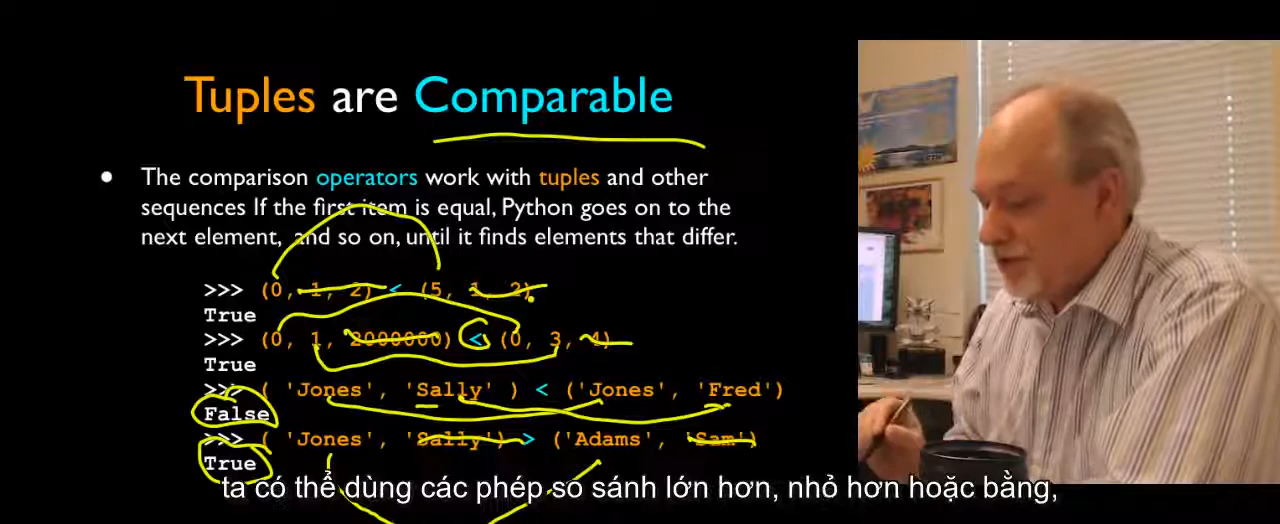 Tuples are Comparable
● The comparison operators work with tuples and other
sequences If the first item is equal, Python goes on to the
next element, and so on, until it finds elements that differ.
>>> (0, 1, 2) < (5, 1, 2)
True
>>> (0, 1, 2000000) < (0, 3, 4)
True
>>> ( 'Jones', 'Sally' ) < ('Jones', 'Fred')
False
>>> ( 'Jones', 'Sally') > ('Adams', 'Sam')
True
ta có thể dùng các phép so sánh lớn hơn, nhỏ hơn hoặc bằng,